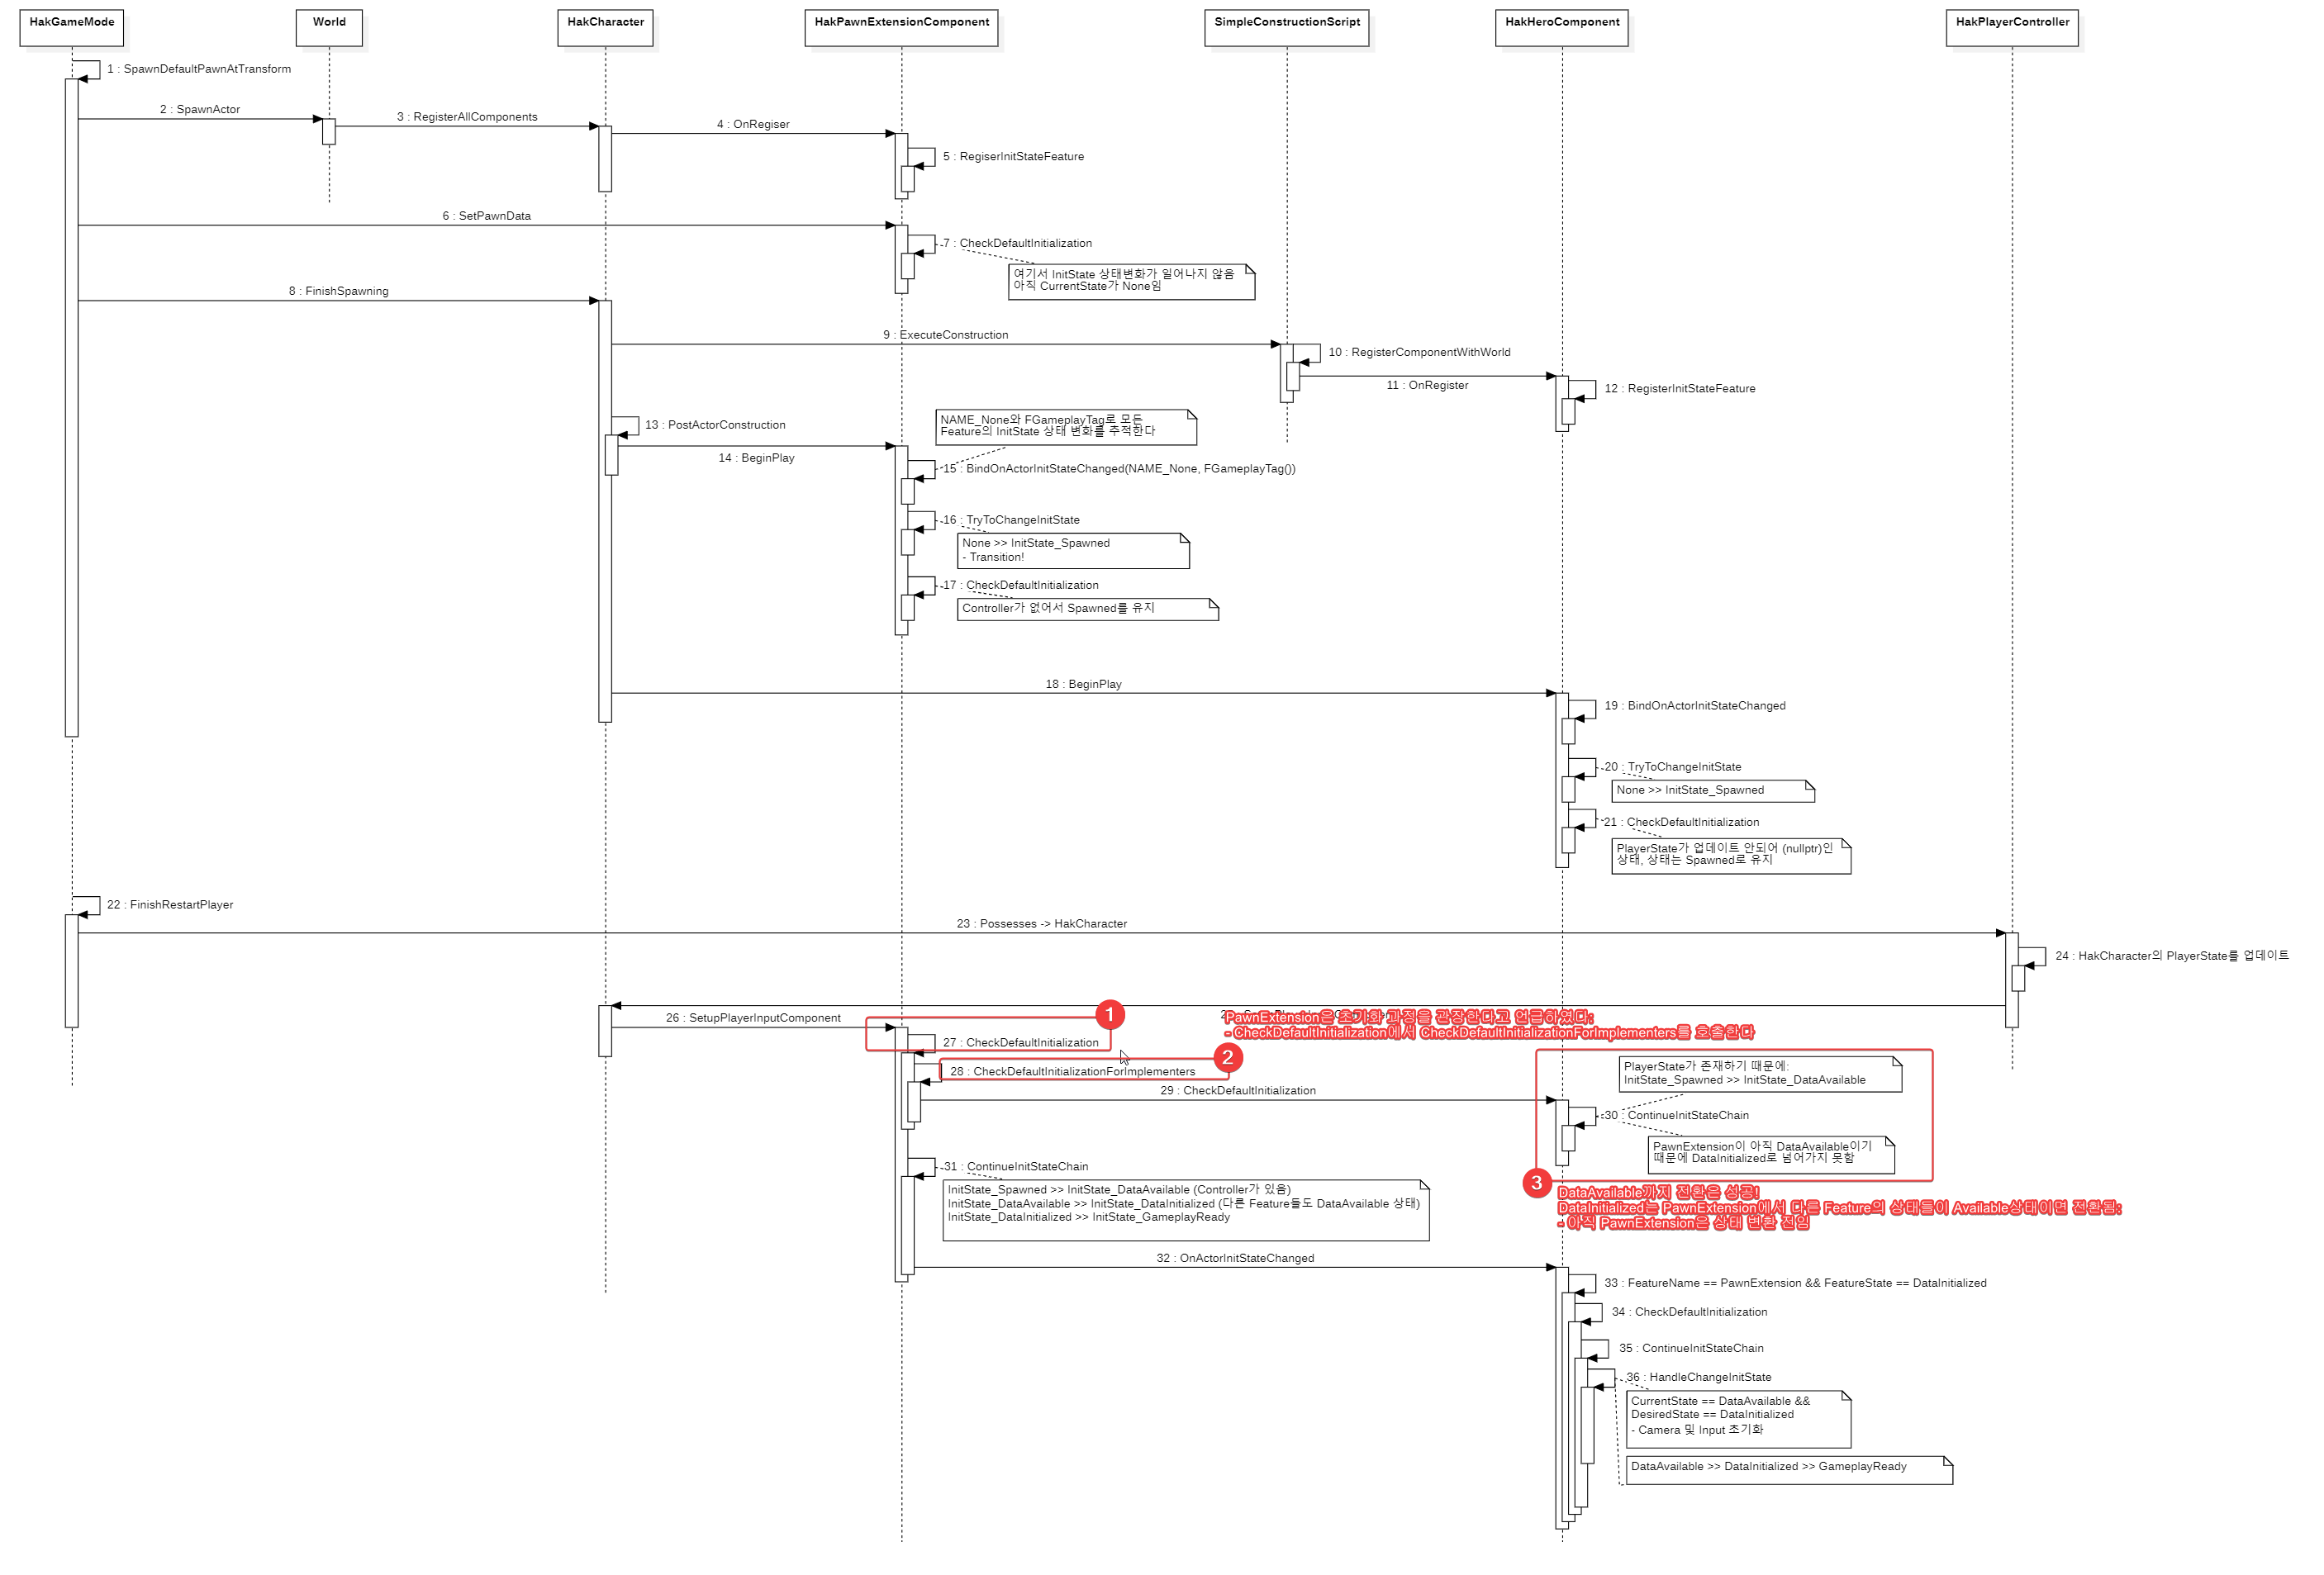 HakGameMode
World
HakCharacter
HakPawnExtensionComponent
SimpleConstructionScript
HakHeroComponent
HakPlayerController
1 : SpawnDefaultPawnAtTransform
2 : SpawnActor
3 : RegisterAllComponents
4 : OnRegiser
5 : RegiserInitStateFeature
6 : SetPawnData
7 : CheckDefaultInitialization
여기서 InitState 상태변화가 일어나지 않음
아직 CurrentState가 None임
8 : FinishSpawning
9 : ExecuteConstruction
10 : RegisterComponentWithWorld
11 : OnRegister
12 : RegisterInitStateFeature
13 : PostActorConstruction
NAME_None와 FGameplayTag로 모든
Feature의 InitState 상태 변화를 추적한다
14 : BeginPlay
15 : BindOnActorInitStateChanged(NAME_None, FGameplayTag())
16 : TryToChangeInitState
None >> InitState_Spawned
- Transition!
17 : CheckDefaultInitialization
Controller가 없어서 Spawned를 유지
18 : BeginPlay
19 : BindOnActorInitStateChanged
20 : TryToChangeInitState
None >> InitState_Spawned
21 : CheckDefaultInitialization
PlayerState가 업데이트 안되어 (nullptr)인
상태, 상태는 Spawned로 유지
22 : FinishRestartPlayer
23 : Possesses -> HakCharacter
24 : HakCharacter의 PlayerState를 업데이트
26 : SetupPlayerInputComponent
1
PawnExtension은 초기화 과정을 관장한다고 언급하였다:
- CheckDefaultInitialization에서 CheckDefaultInitializationForImplementers를 호출한다
27 : CheckDefaultInitialization
2
28 : CheckDefaultInitializationForImplementers
PlayerState가 존재하기 때문에:
InitState_Spawned >> InitState_DataAvailable
29 : CheckDefaultInitialization
30 : ContinueInitStateChain
PawnExtension이 아직 DataAvailable이기
때문에 DataInitialized로 넘어가지 못함
31 : ContinueInitStateChain
InitState_Spawned >> InitState_DataAvailable (Controller가 있음)
InitState_DataAvailable >> InitState_DataInitialized (다른 Feature들도 DataAvailable 상태)
InitState_DataInitialized >> InitState_GameplayReady
3
DataAvailable까지 전환은 성공!
DataInitialized는 PawnExtension에서 다른 Feature의 상태들이 Available상태이면 전환됨:
- 아직 PawnExtension은 상태 변환 전임
32 : OnActorInitStateChanged
33 : FeatureName == PawnExtension && FeatureState == DataInitialized
34 : CheckDefaultInitialization
35 : ContinueInitStateChain
36 : HandleChangeInitState
CurrentState == DataAvailable &&
DesiredState == DataInitialized
- Camera 및 Input 초기화
DataAvailable >> DataInitialized >> GameplayReady